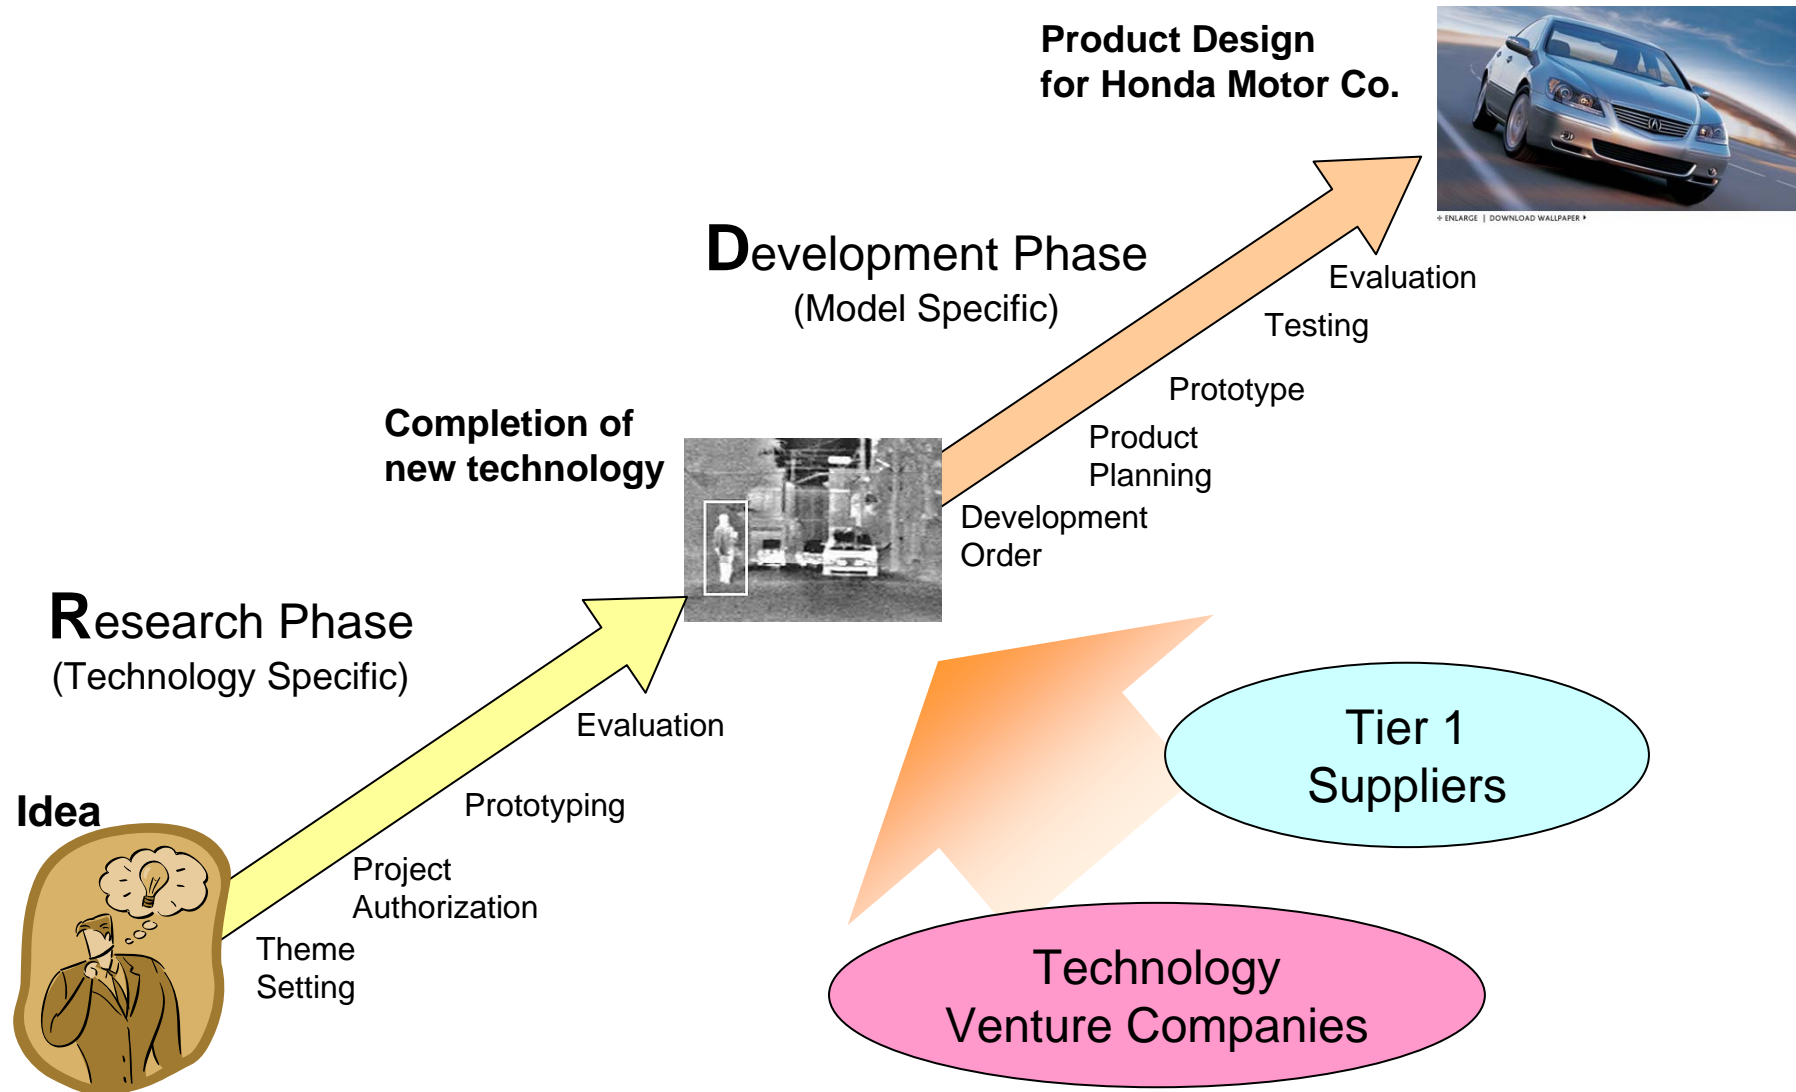 Product Design
for Honda Motor Co.
+ ENLARGE | DOWNLOAD WALLPAPER
Development Phase
(Model Specific)
Evaluation
Testing
Prototype
Product
Planning
Development
Order
Completion of
new technology
Research Phase
(Technology Specific)
Evaluation
Prototyping
Project
Authorization
Theme
Setting
Idea
Tier 1
Suppliers
Technology
Venture Companies